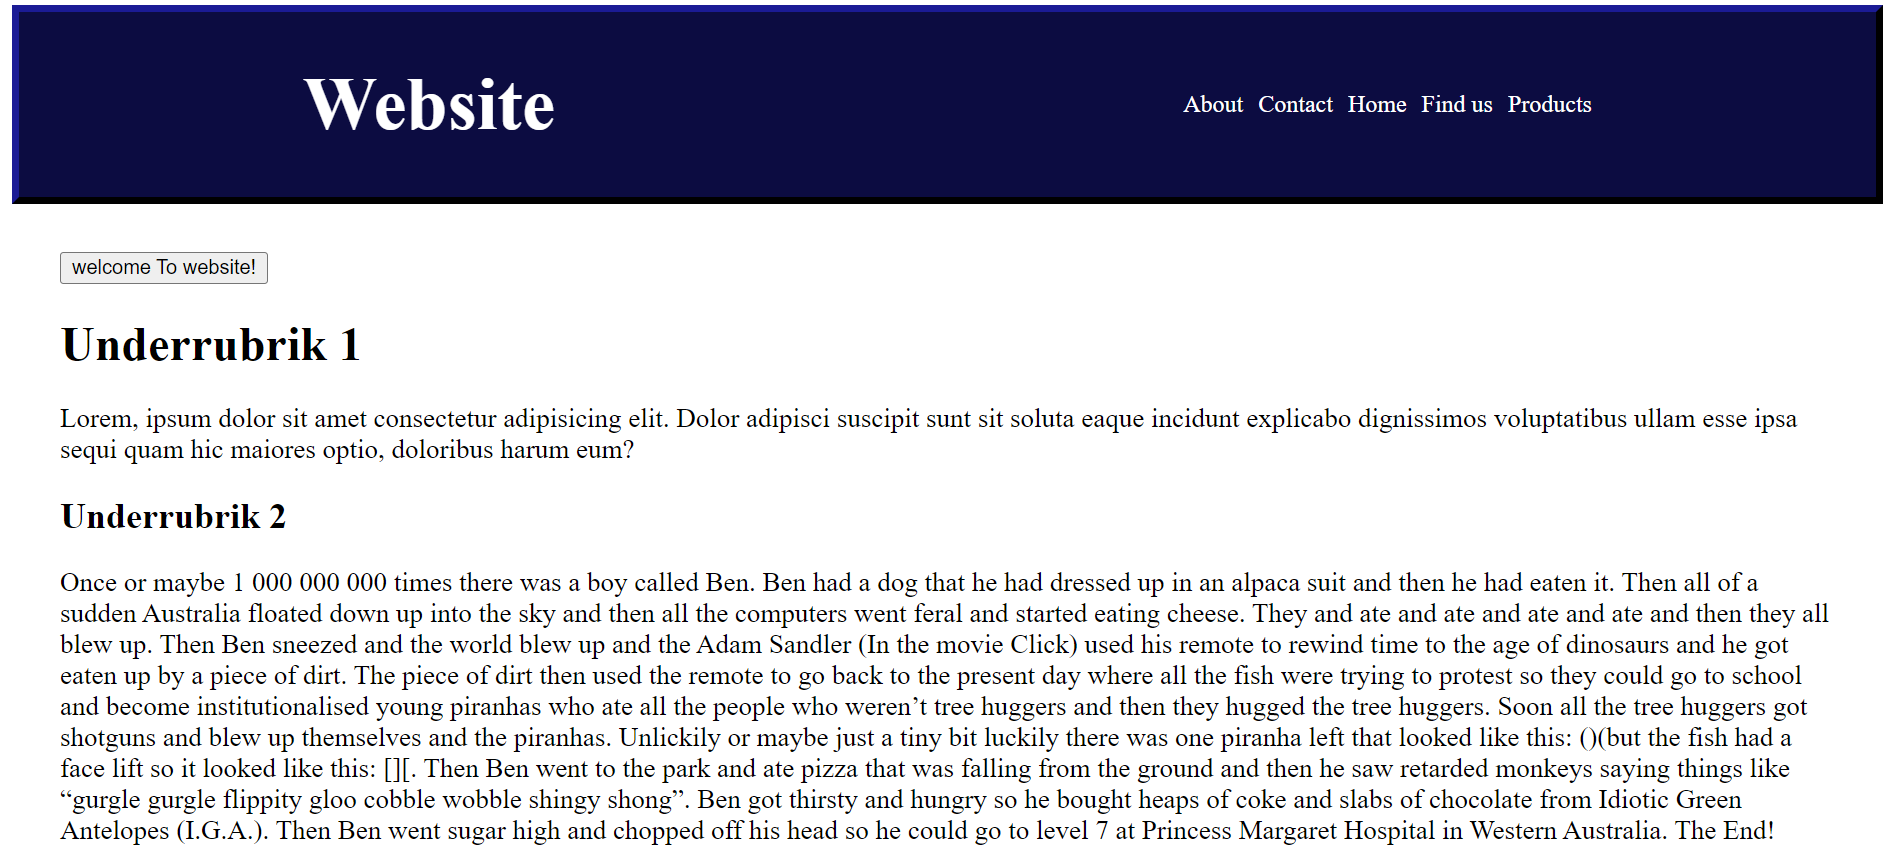 Website
About Contact Home Find us Products
welcome To website!
Underrubrik 1
Lorem, ipsum dolor sit amet consectetur adipisicing elit. Dolor adipisci suscipit sunt sit soluta eaque incidunt explicabo dignissimos voluptatibus ullam esse ipsa
sequi quam hic maiores optio, doloribus harum eum?
Underrubrik 2
Once or maybe 1 000 000 000 times there was a boy called Ben. Ben had a dog that he had dressed up in an alpaca suit and then he had eaten it. Then all of a
sudden Australia floated down up into the sky and then all the computers went feral and started eating cheese. They and ate and ate and ate and ate and then they all
blew up. Then Ben sneezed and the world blew up and the Adam Sandler (In the movie Click) used his remote to rewind time to the age of dinosaurs and he got
eaten up by a piece of dirt. The piece of dirt then used the remote to go back to the present day where all the fish were trying to protest so they could go to school
and become institutionalised young piranhas who ate all the people who weren’t tree huggers and then they hugged the tree huggers. Soon all the tree huggers got
shotguns and blew up themselves and the piranhas. Unlickily or maybe just a tiny bit luckily there was one piranha left that looked like this: ()(but the fish had a
face lift so it looked like this: [][. Then Ben went to the park and ate pizza that was falling from the ground and then he saw retarded monkeys saying things like
“gurgle gurgle flippity gloo cobble wobble shingy shong”. Ben got thirsty and hungry so he bought heaps of coke and slabs of chocolate from Idiotic Green
Antelopes (I.G.A.). Then Ben went sugar high and chopped off his head so he could go to level 7 at Princess Margaret Hospital in Western Australia. The End!